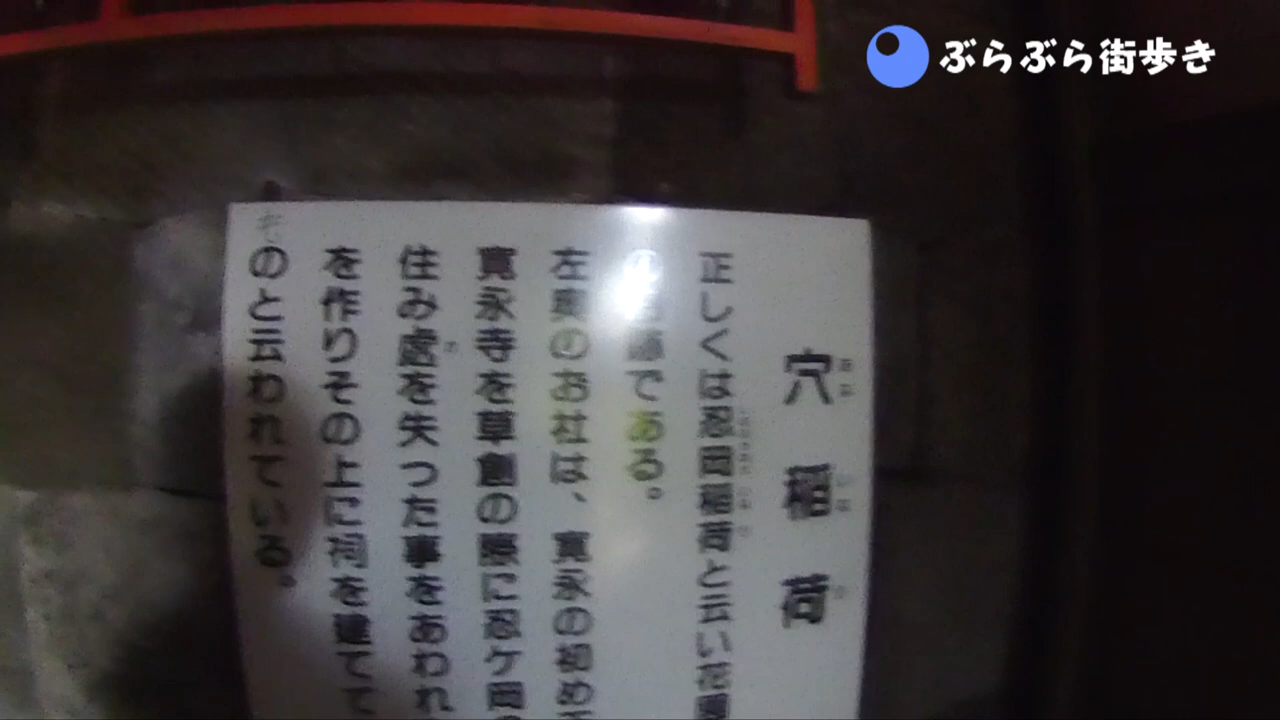 ぶらぶら街歩き
穴稲荷
正しくは忍岡稲荷と云い花園
である。
左奥のお社は、寛永の初め
寛永寺を草創の際に忍ケ岡の
住み処を失った事をあわれ
を作りその上に祠を建てて
のと云われている。